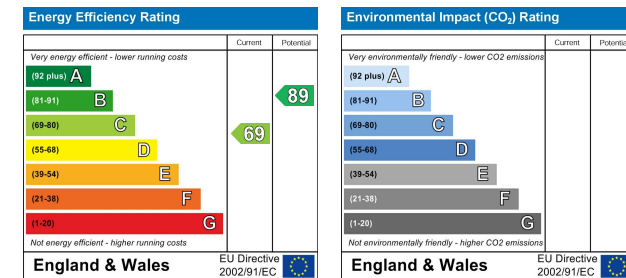 Energy Efficiency Rating
Current Potential
Very energy efficient - lower running costs
(92 plus) A
(81-91) B
89
(69-80) C
69
(55-68) D
(39-54) E
(21-38) F
(1-20) G
Not energy efficient - higher running costs
England & Wales
EU Directive
2002/91/EC
Environmental Impact (CO₂) Rating
Current Potential
Very environmentally friendly - lower CO2 emissions
(92 plus) A
(81-91) B
(69-80) C
(55-68) D
(39-54) E
(21-38) F
(1-20) G
Not environmentally friendly - higher CO2 emissions
England & Wales
EU Directive
2002/91/EC